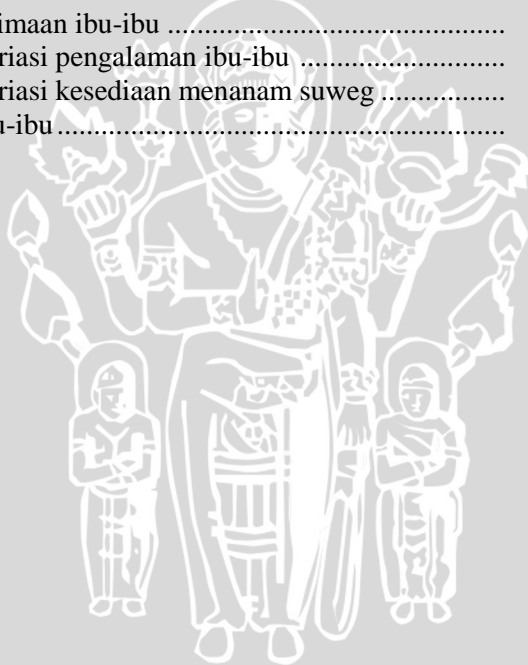 imaan ibu-ibu ................................................
riasi pengalaman ibu-ibu .............................
riasi kesediaan menanam suweg .................
u-ibu ................................................................